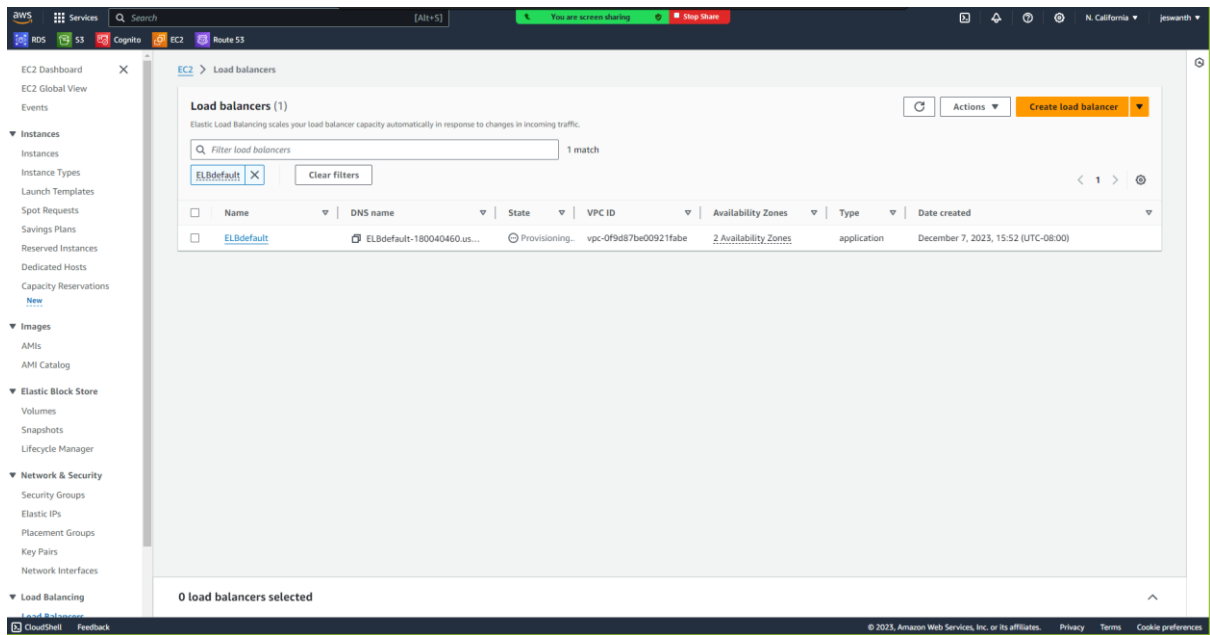 aws Services Search [Alt+S] You are screen sharing Stop Share N. California jeswanth
RDS S3 Cognito EC2 Route 53
EC2 Dashboard
EC2 Global View
Events
Instances
Instances
Instance Types
Launch Templates
Spot Requests
Savings Plans
Reserved Instances
Dedicated Hosts
Capacity Reservations
New
Images
AMIs
AMI Catalog
Elastic Block Store
Volumes
Snapshots
Lifecycle Manager
Network & Security
Security Groups
Elastic IPs
Placement Groups
Key Pairs
Network Interfaces
Load Balancing
Load Balancers
EC2 > Load balancers
Load balancers (1) Actions Create load balancer
Elastic Load Balancing scales your load balancer capacity automatically in response to changes in incoming traffic.
Filter load balancers 1 match
ELBdefault Clear filters
1
Name DNS name State VPC ID Availability Zones Type Date created
ELBdefault ELBdefault-180040460.us... Provisioning... vpc-0f9d87be00921fabe 2 Availability Zones application December 7, 2023, 15:52 (UTC-08:00)
0 load balancers selected
CloudShell Feedback © 2023, Amazon Web Services, Inc. or its affiliates. Privacy Terms Cookie preferences